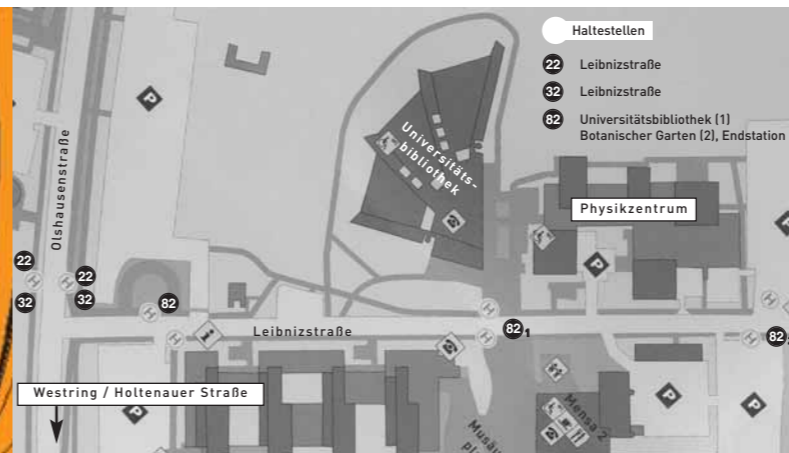 Haltestellen
22 Leibnizstraße
32 Leibnizstraße
82 Universitätsbibliothek (1)
Botanischer Garten (2), Endstation
Universitäts-
bibliothek
Physikzentrum
Olshausenstraße
22
32
22
32
H
H
H
82
H
i
Leibnizstraße
H
H
82 1
H
H
82
Westring / Holtenauer Straße
Mensa 2
P
P
P
P
P
P